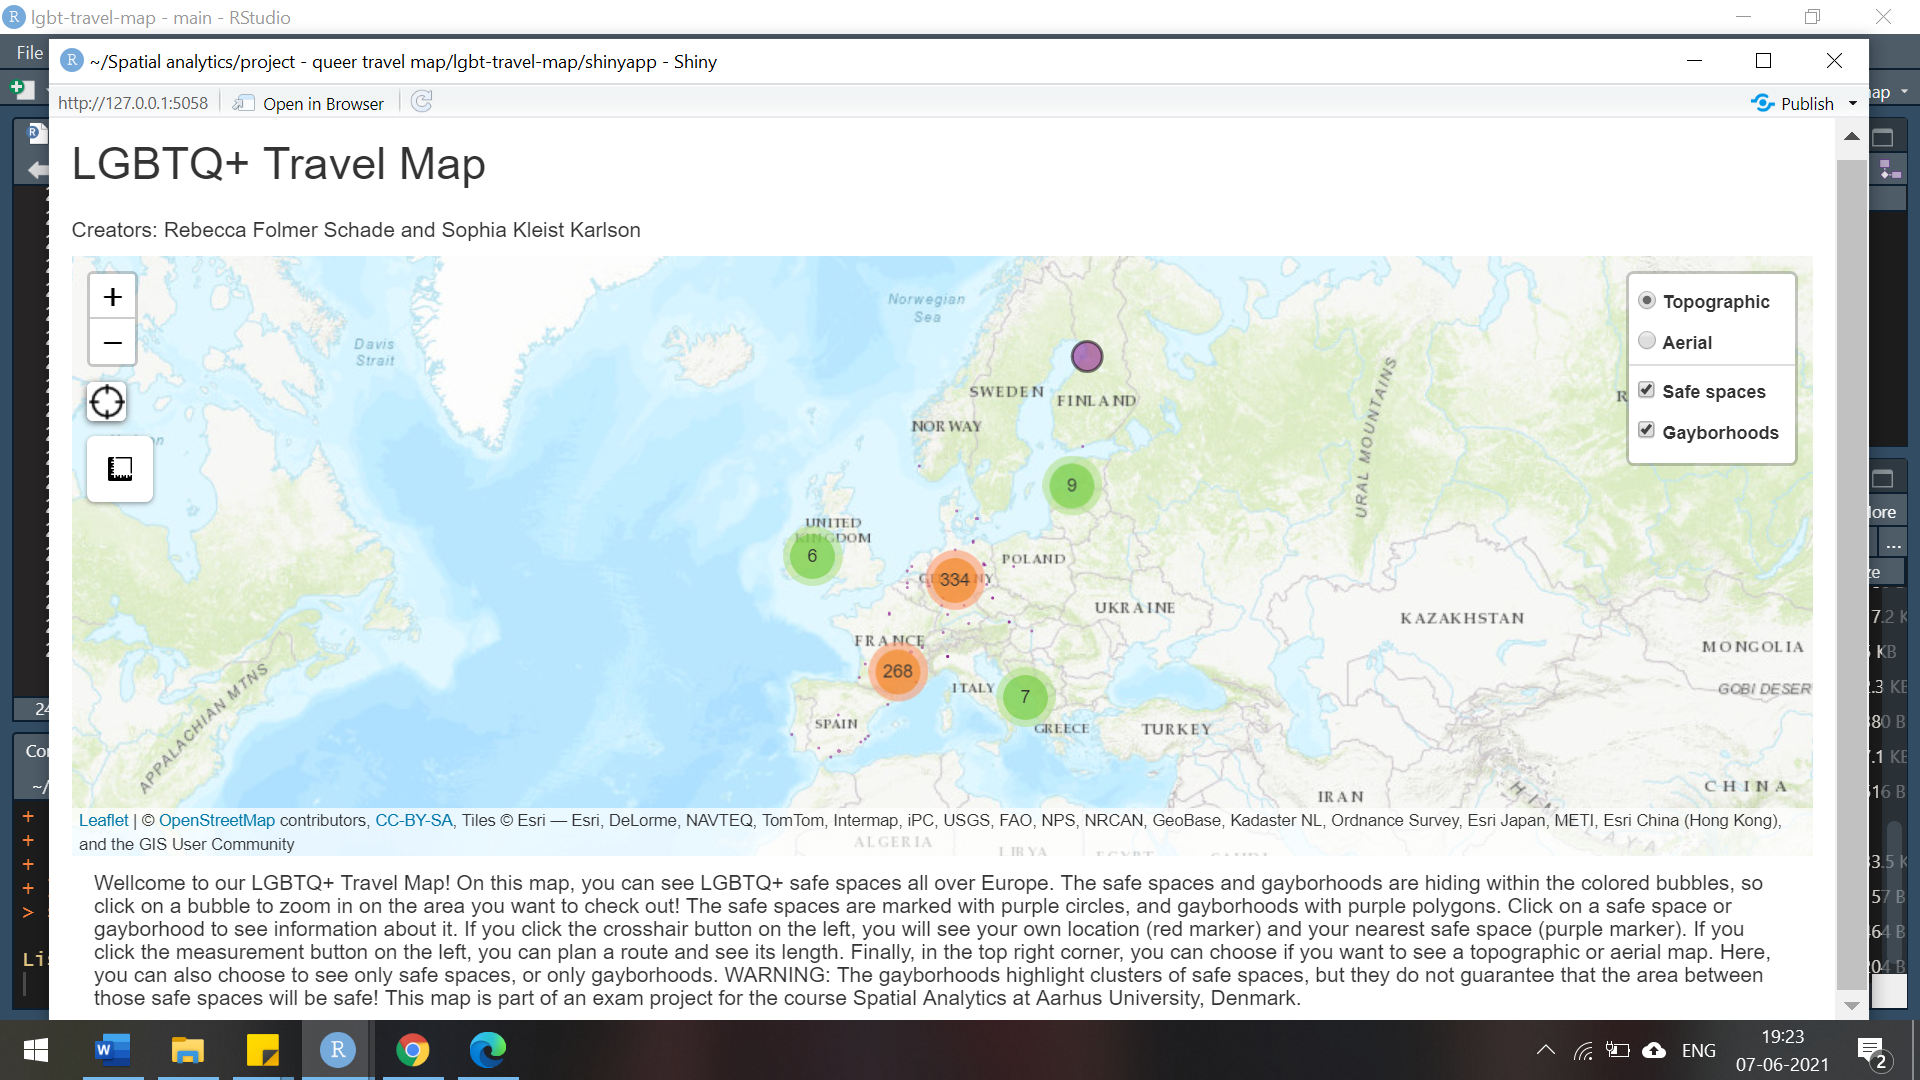 lgbt-travel-map - main - RStudio
File
~/Spatial analytics/project - queer travel map/lgbt-travel-map/shinyapp - Shiny
http://127.0.0.1:5058 Open in Browser Publish
LGBTQ+ Travel Map
Creators: Rebecca Folmer Schade and Sophia Kleist Karlson
+
−
Topographic
Aerial
Safe spaces
Gayborhoods
Norwegian
Sea
Davis
Strait
SWEDEN
FINLAND
NORWAY
URAL MOUNTAINS
9
UNITED
KINGDOM
6
POLAND
334
UKRAINE
KAZAKHSTAN
FRANCE
MONGOLIA
268
ITALY
7
GOBI DESER
SPAIN
GREECE
TURKEY
APPALACHIAN MTNS
IRAN
CHINA
Leaflet | © OpenStreetMap contributors, CC-BY-SA, Tiles © Esri — Esri, DeLorme, NAVTEQ, TomTom, Intermap, iPC, USGS, FAO, NPS, NRCAN, GeoBase, Kadaster NL, Ordnance Survey, Esri Japan, METI, Esri China (Hong Kong),
and the GIS User Community
ALGERIA
LIBYA
Wellcome to our LGBTQ+ Travel Map! On this map, you can see LGBTQ+ safe spaces all over Europe. The safe spaces and gayborhoods are hiding within the colored bubbles, so
click on a bubble to zoom in on the area you want to check out! The safe spaces are marked with purple circles, and gayborhoods with purple polygons. Click on a safe space or
gayborhood to see information about it. If you click the crosshair button on the left, you will see your own location (red marker) and your nearest safe space (purple marker). If you
click the measurement button on the left, you can plan a route and see its length. Finally, in the top right corner, you can choose if you want to see a topographic or aerial map. Here,
you can also choose to see only safe spaces, or only gayborhoods. WARNING: The gayborhoods highlight clusters of safe spaces, but they do not guarantee that the area between
those safe spaces will be safe! This map is part of an exam project for the course Spatial Analytics at Aarhus University, Denmark.
ENG
19:23
07-06-2021
2